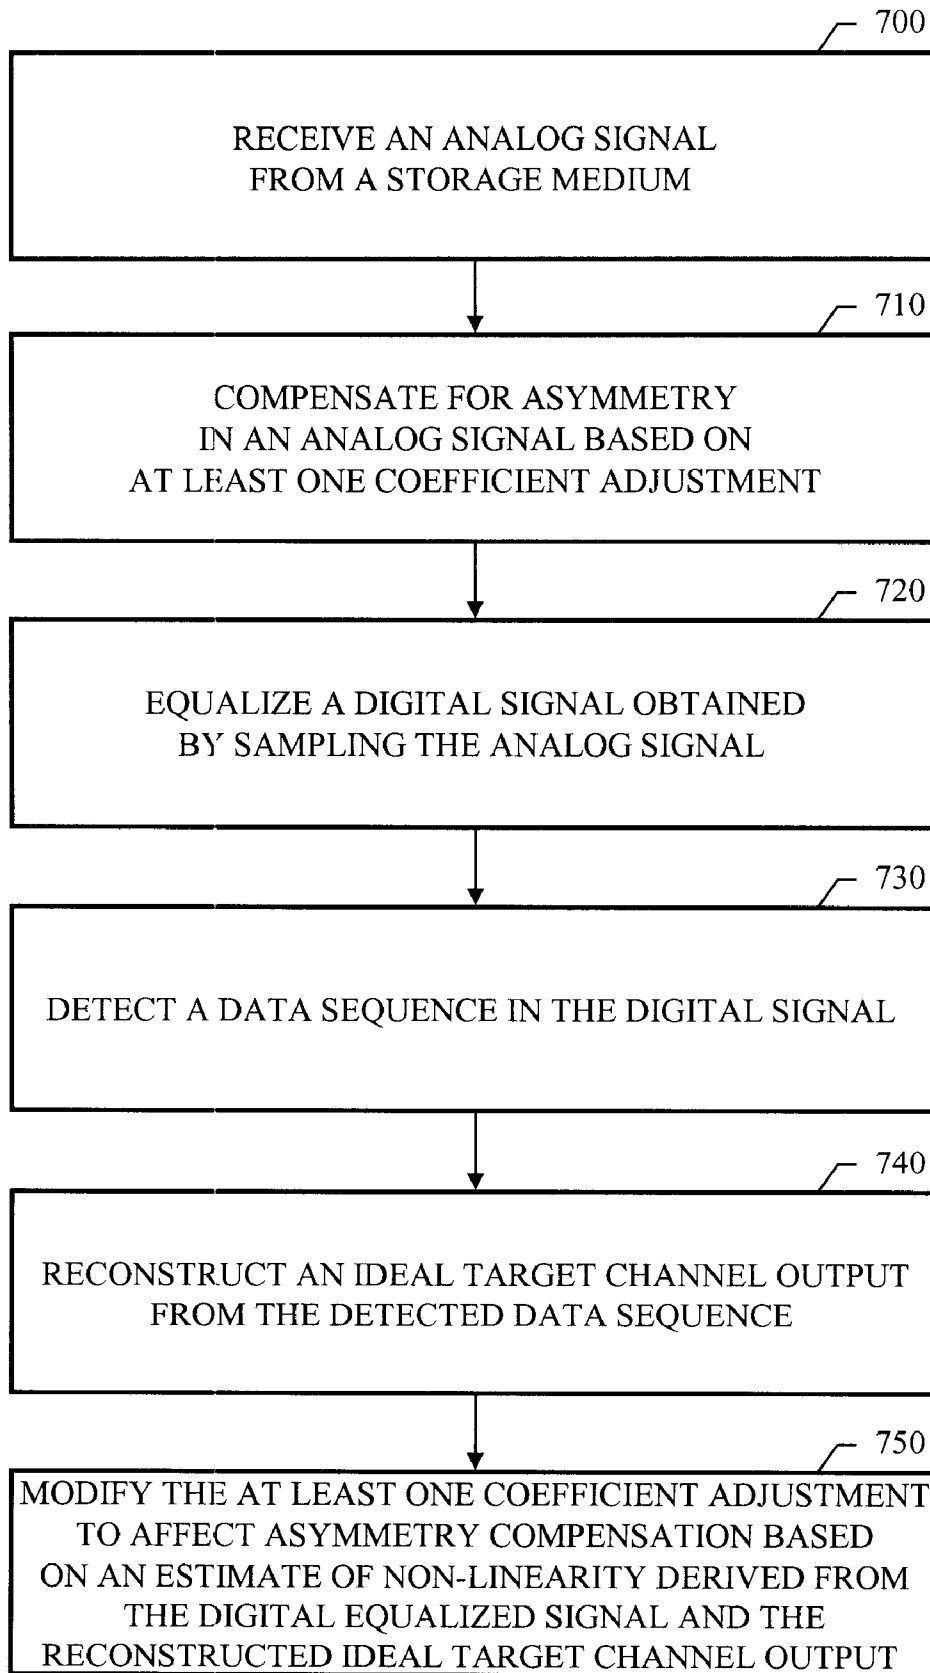 700
RECEIVE AN ANALOG SIGNAL
FROM A STORAGE MEDIUM
710
COMPENSATE FOR ASYMMETRY
IN AN ANALOG SIGNAL BASED ON
AT LEAST ONE COEFFICIENT ADJUSTMENT
720
EQUALIZE A DIGITAL SIGNAL OBTAINED
BY SAMPLING THE ANALOG SIGNAL
730
DETECT A DATA SEQUENCE IN THE DIGITAL SIGNAL
740
RECONSTRUCT AN IDEAL TARGET CHANNEL OUTPUT
FROM THE DETECTED DATA SEQUENCE
750
MODIFY THE AT LEAST ONE COEFFICIENT ADJUSTMENT
TO AFFECT ASYMMETRY COMPENSATION BASED
ON AN ESTIMATE OF NON-LINEARITY DERIVED FROM
THE DIGITAL EQUALIZED SIGNAL AND THE
RECONSTRUCTED IDEAL TARGET CHANNEL OUTPUT